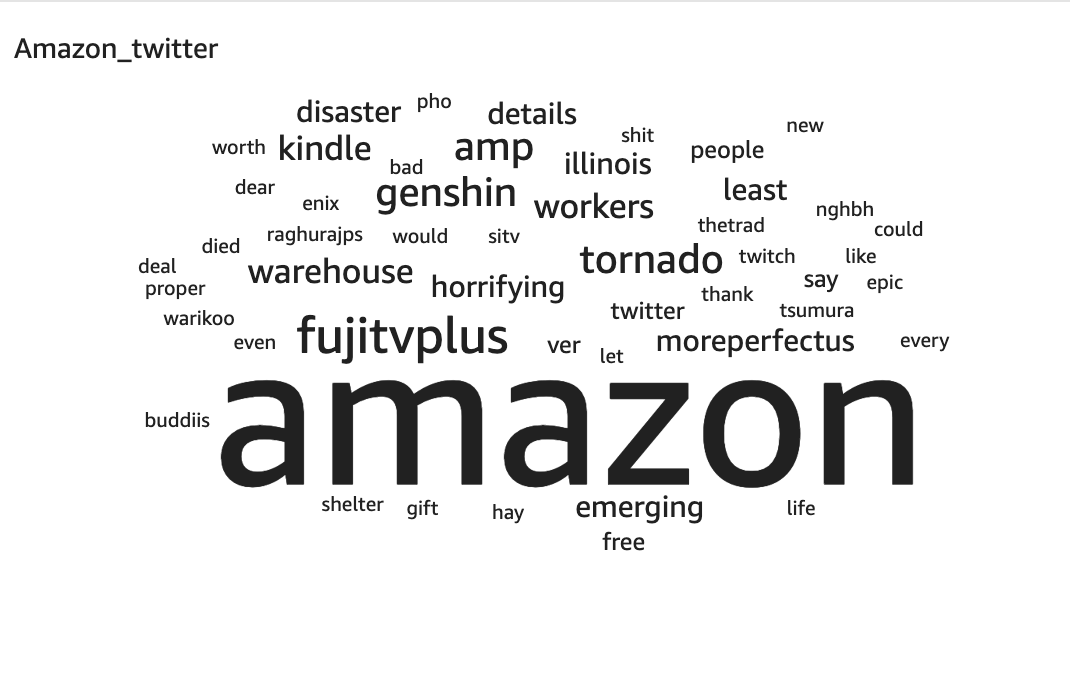 Amazon_twitter
disaster pho details
worth kindle bad amp shit illinois people new
dear enix genshin workers least nghbh
raghurajps would sitv thetrad could
died warehouse horrifying tornado twitch like
deal proper say epic
warikoo twitter thank tsumura
even fujitvplus ver let moreperfectus every
buddiis amazon
shelter gift hay emerging life
free